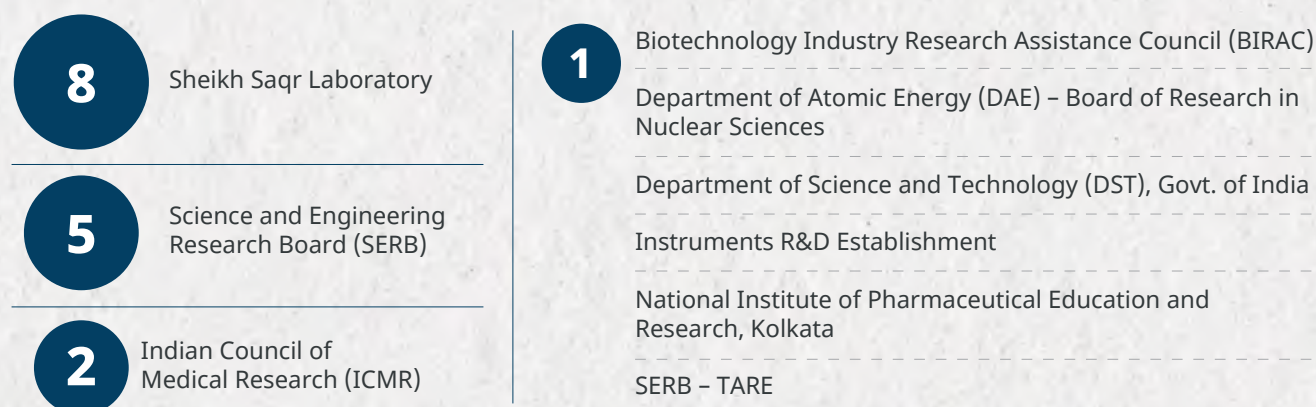 8
Sheikh Saqr Laboratory
5
Science and Engineering
Research Board (SERB)
2
Indian Council of
Medical Research (ICMR)
1
Biotechnology Industry Research Assistance Council (BIRAC)
Department of Atomic Energy (DAE) – Board of Research in
Nuclear Sciences
Department of Science and Technology (DST), Govt. of India
Instruments R&D Establishment
National Institute of Pharmaceutical Education and
Research, Kolkata
SERB – TARE